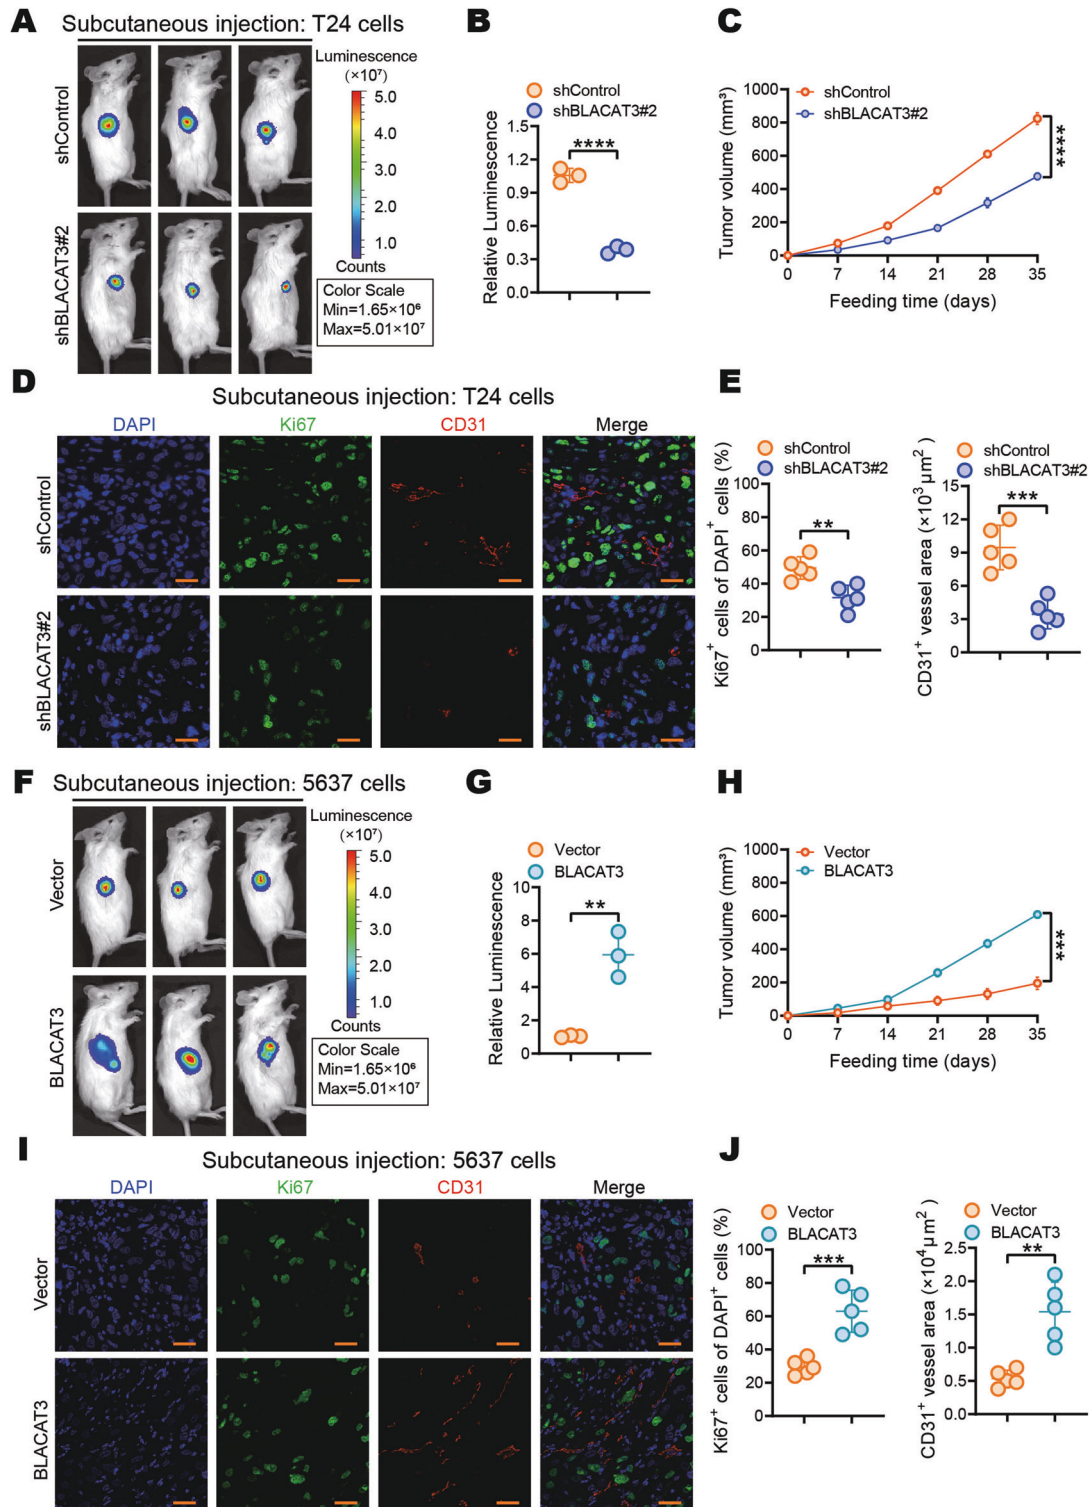 A
Subcutaneous injection: T24 cells
shControl
shBLACAT3#2
Luminescence
(×10⁷)
5.0
4.0
3.0
2.0
1.0
Counts
Color Scale
Min=1.65×10⁶
Max=5.01×10⁷
B
shControl
shBLACAT3#2
Relative Luminescence
1.5
1.2
0.9
0.6
0.3
0.0
****
C
shControl
shBLACAT3#2
Tumor volume (mm³)
1000
800
600
400
200
0
0 7 14 21 28 35
Feeding time (days)
****
D
Subcutaneous injection: T24 cells
DAPI Ki67 CD31 Merge
shControl
shBLACAT3#2
E
shControl
shBLACAT3#2
Ki67⁺ cells of DAPI⁺ cells (%)
100
80
60
40
20
0
**
shControl
shBLACAT3#2
CD31⁺ vessel area (×10³ μm²)
15
12
9
6
3
0
***
F
Subcutaneous injection: 5637 cells
Vector
BLACAT3
Luminescence
(×10⁷)
5.0
4.0
3.0
2.0
1.0
Counts
Color Scale
Min=1.65×10⁶
Max=5.01×10⁷
G
Vector
BLACAT3
Relative Luminescence
10
8
6
4
2
0
**
H
Vector
BLACAT3
Tumor volume (mm³)
1000
800
600
400
200
0
0 7 14 21 28 35
Feeding time (days)
***
I
Subcutaneous injection: 5637 cells
DAPI Ki67 CD31 Merge
Vector
BLACAT3
J
Vector
BLACAT3
Ki67⁺ cells of DAPI⁺ cells (%)
100
80
60
40
20
0
***
Vector
BLACAT3
CD31⁺ vessel area (×10⁴ μm²)
2.5
2.0
1.5
1.0
0.5
0.0
**